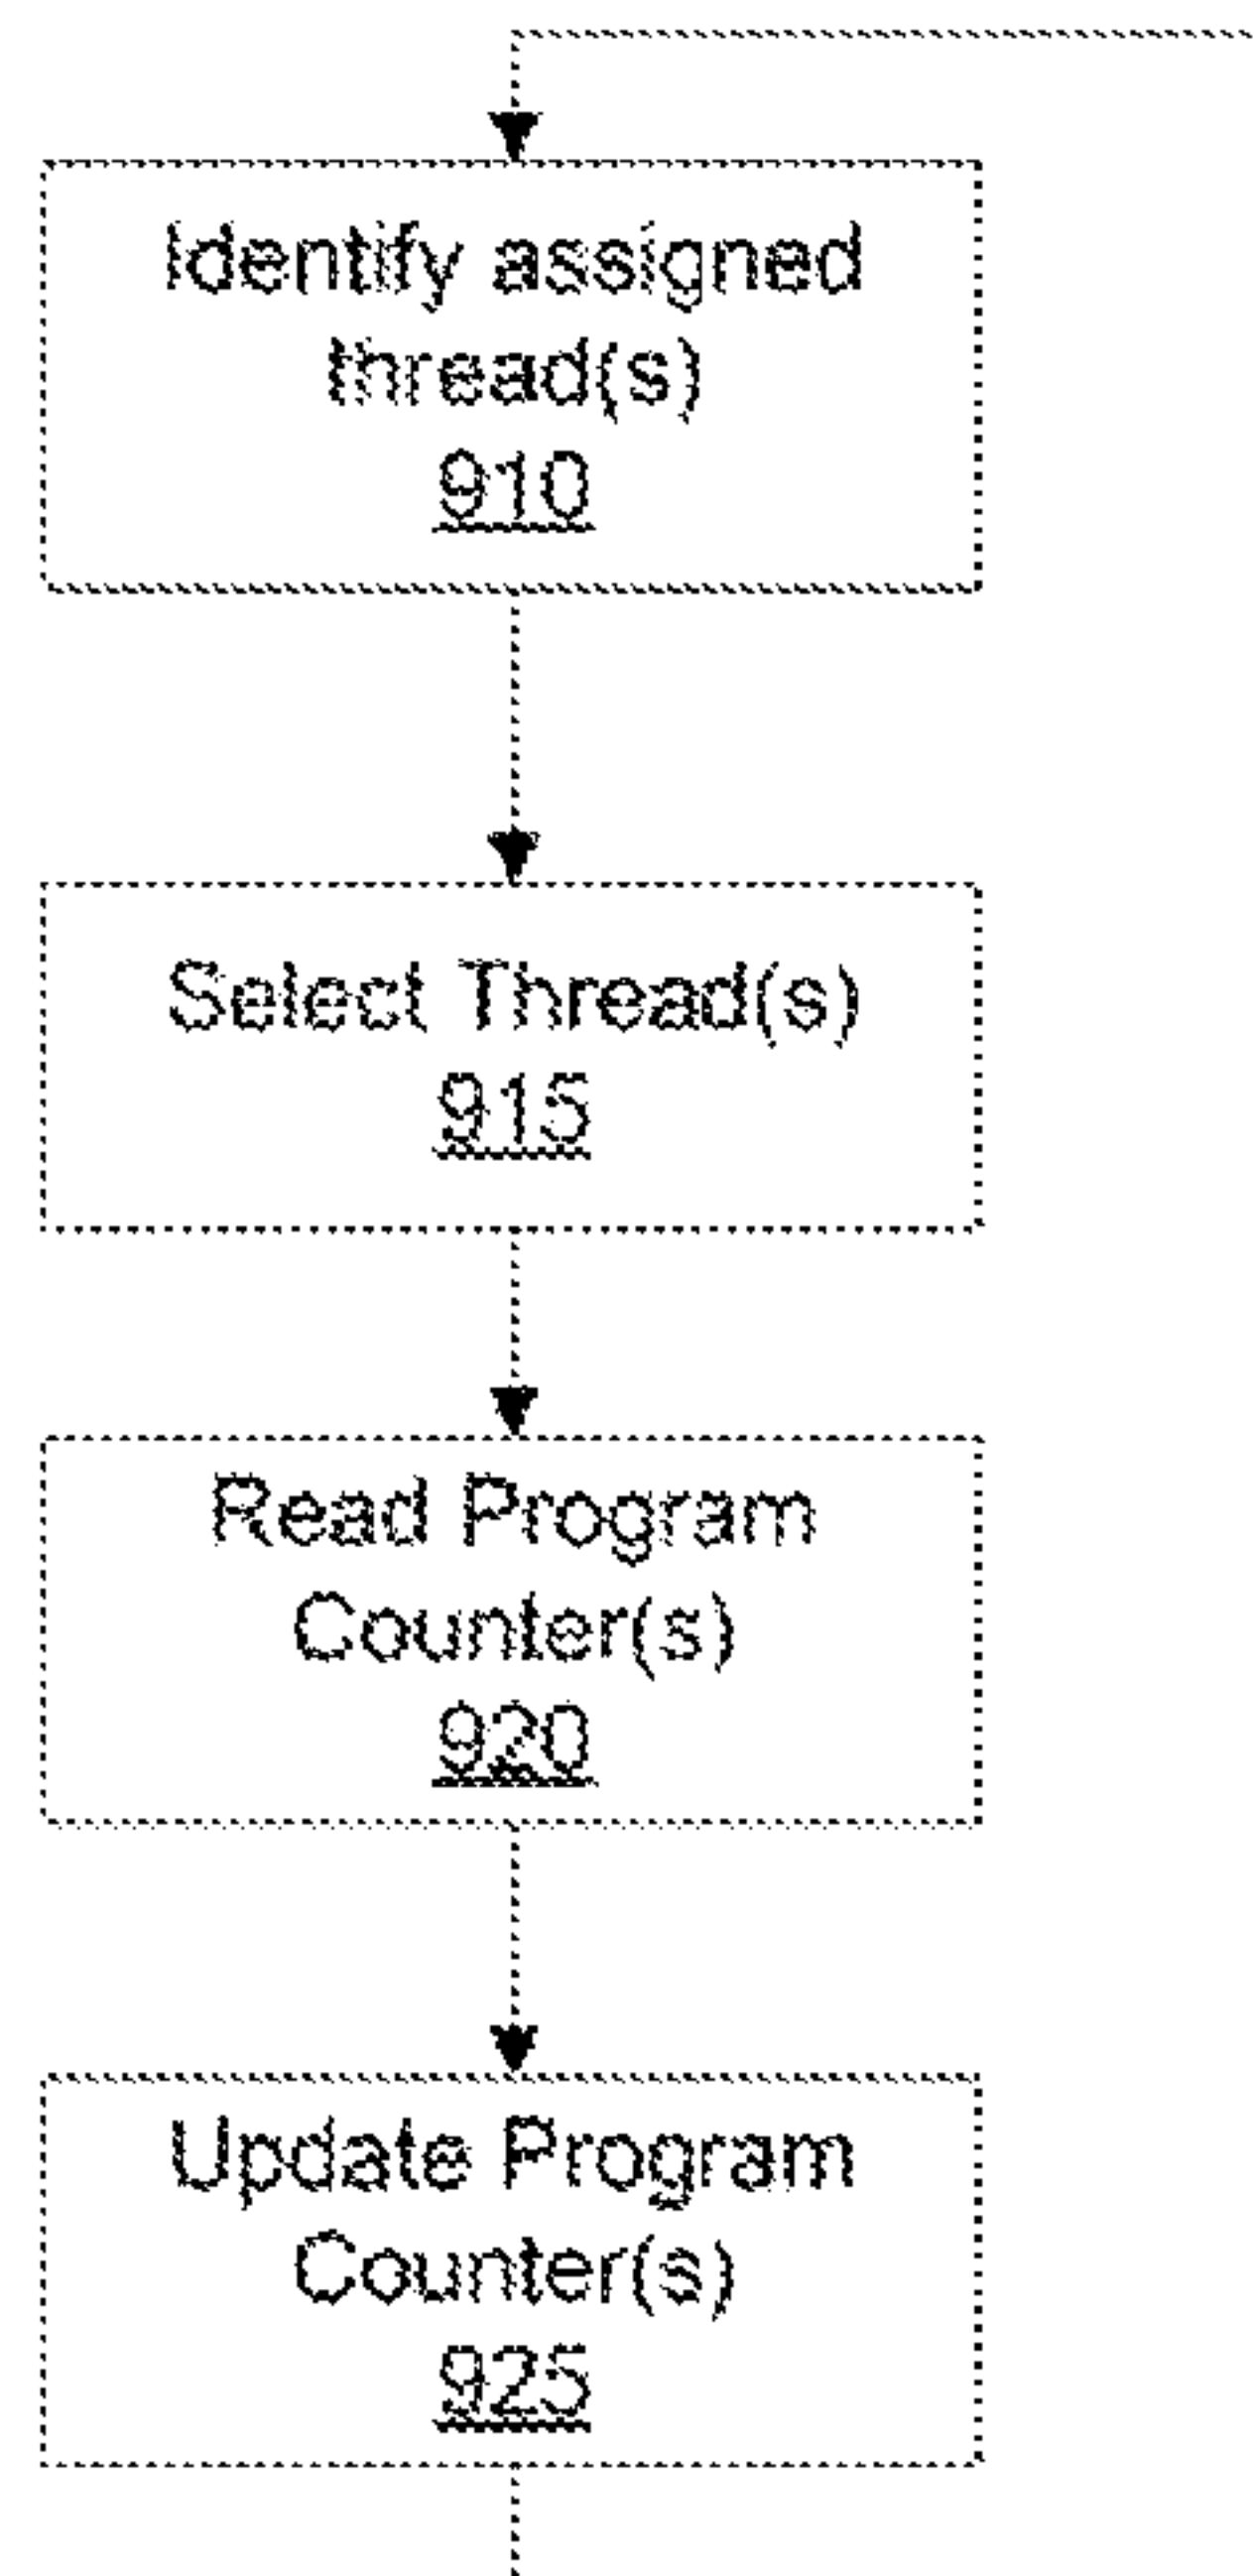 Identify assigned
thread(s)
910
Select Thread(s)
915
Read Program
Counter(s)
920
Update Program
Counter(s)
925